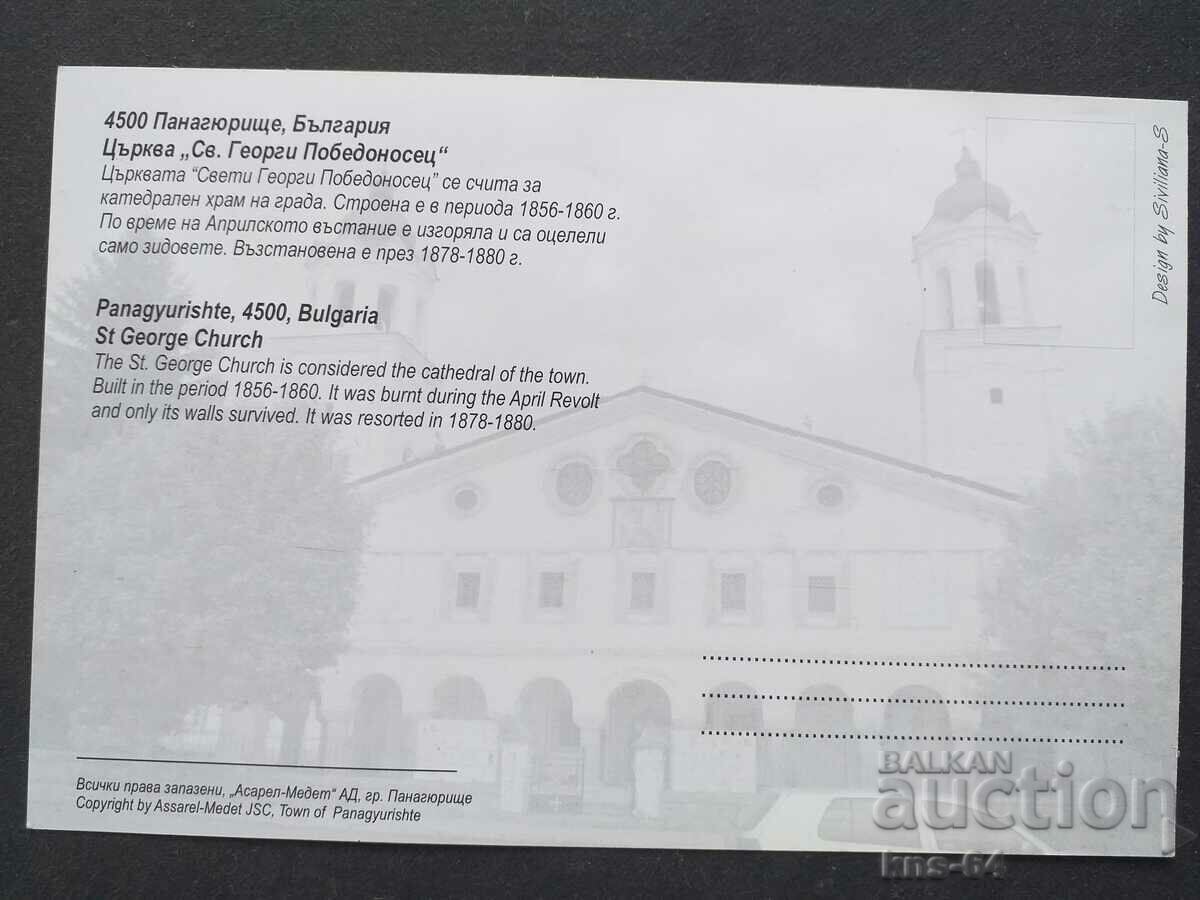 4500 Панагюрище, България
Църква „Св. Георги Победоносец“
Църквата “Свети Георги Победоносец” се счита за
катедрален храм на града. Строена е в периода 1856-1860 г.
По време на Априлското въстание е изгоряла и са оцелели
само зидовете. Възстановена е през 1878-1880 г.
Panagyurishte, 4500, Bulgaria
St George Church
The St. George Church is considered the cathedral of the town.
Built in the period 1856-1860. It was burnt during the April Revolt
and only its walls survived. It was resorted in 1878-1880.
Design by Siviliana-S
Всички права запазени, „Асарел-Медет“ АД, гр. Панагюрище
Copyright by Assarel-Medet JSC, Town of Panagyurishte
BALKAN
auction
kns-64